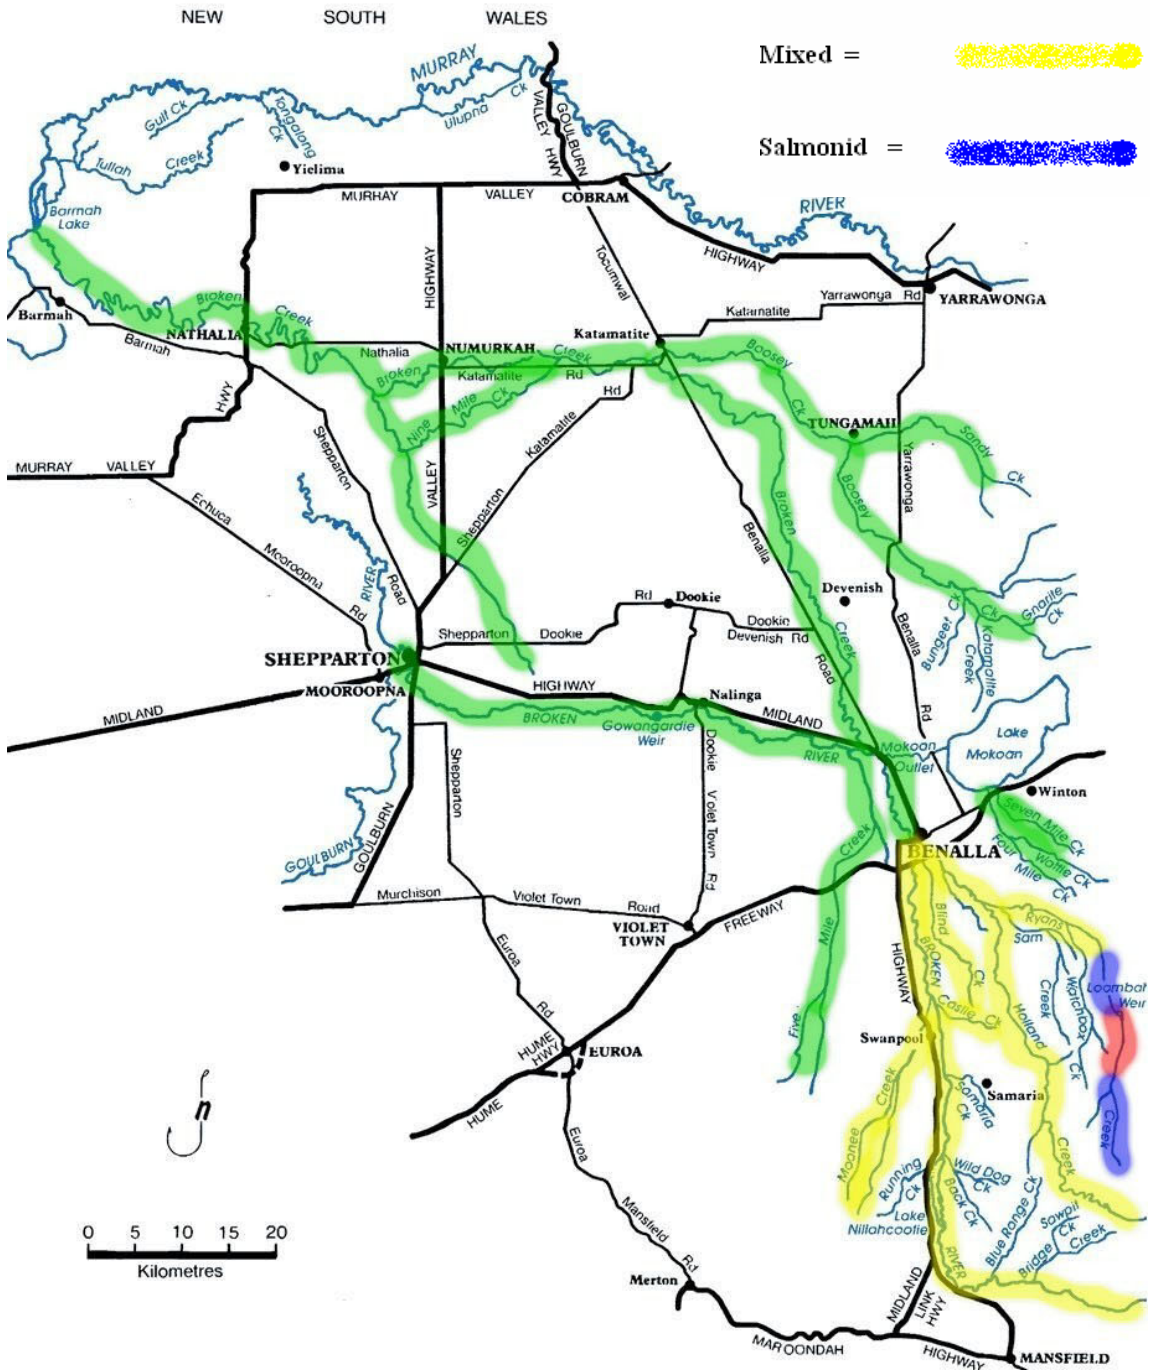 NEW SOUTH WALES
Mixed =
Salmonid =
MURRAY
Ulupna Ck
Gulf Ck
Tongalong Ck
Tullah Creek
Yielima
GOULBURN
VALLEY HWY
MURRAY VALLEY
COBRAM
RIVER
Barmah
Lake
HIGHWAY
HIGHWAY
Tocumwal
Yarrawonga Rd
YARRAWONGA
Katamatite
Barmah
Broken
Creek
NATHALIA
Barmah
Nathalia
NUMURKAH
Creek
Katamatite
Boosey
Ck
Broken
Katamatite Rd
Rd
Nine Mile Ck
Katamatite
Shepparton
HWY
Shepparton
Road
TUNGAMAH
Sandy
Ck
Yarrawonga
Boosey
MURRAY VALLEY
VALLEY
Echuca
Mooroopna
Rd
RIVER
Broken
Creek
Benalla
Road
Devenish
Rd
Dookie
Dookie
Devenish Rd
Shepparton Dookie
Bungeet Ck
Ck
Katamatite
Creek
Gnarite
Ck
Benalla
Rd
SHEPPARTON
MOOROOPNA
HIGHWAY
Nalinga
MIDLAND
MIDLAND
BROKEN
Gowangardie
Weir
RIVER
Mokoan
Outlet
Lake
Mokoan
Winton
Shepparton
Dookie Violet Town Rd
GOULBURN
GOULBURN
Seven Mile Ck
Four Mile Ck
Wattle Ck
BENALLA
Creek
Mile
Five
Murchison
Violet Town
Road
VIOLET
TOWN
FREEWAY
Euroa
Rd
HIGHWAY
Blind
Ck
BROKEN
Ryans
Sam
Creek
Watchbox
Ck
Loombah
Weir
Castle Ck
Holland
Swanpool
HUME
HWY
EUROA
HUME
n
Samaria
Samaria
Ck
Creek
Moonee
Creek
Creek
Euroa
Running
Ck
Wild Dog
Ck
Back Ck
Lake
Nillahcootie
Blue Range Ck
Sawpit
Ck
Bridge Creek
RIVER
Mansfield
Rd
0 5 10 15 20
Kilometres
Merton
MIDLAND
LINK
HWY
MAROONDAH
HIGHWAY
MANSFIELD